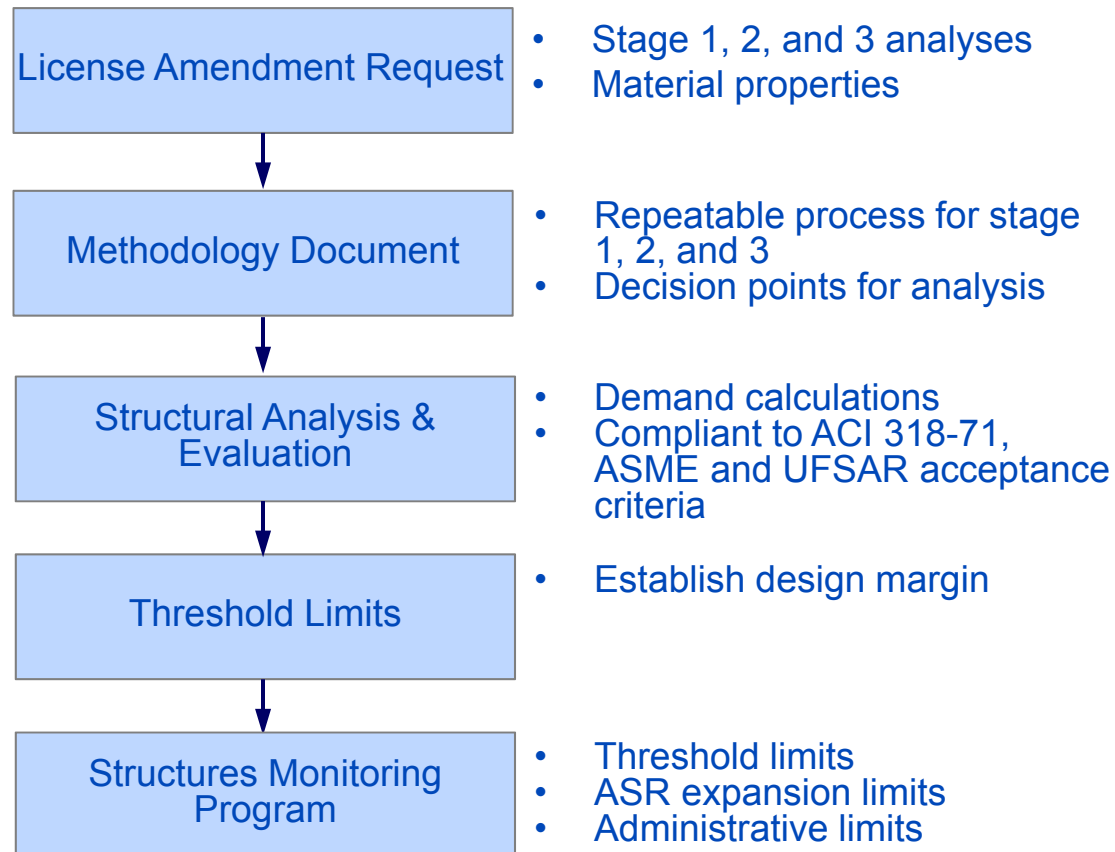 License Amendment Request
• Stage 1, 2, and 3 analyses
• Material properties
Methodology Document
• Repeatable process for stage
1, 2, and 3
• Decision points for analysis
Structural Analysis &
Evaluation
• Demand calculations
• Compliant to ACI 318-71,
ASME and UFSAR acceptance
criteria
Threshold Limits
• Establish design margin
Structures Monitoring
Program
• Threshold limits
• ASR expansion limits
• Administrative limits